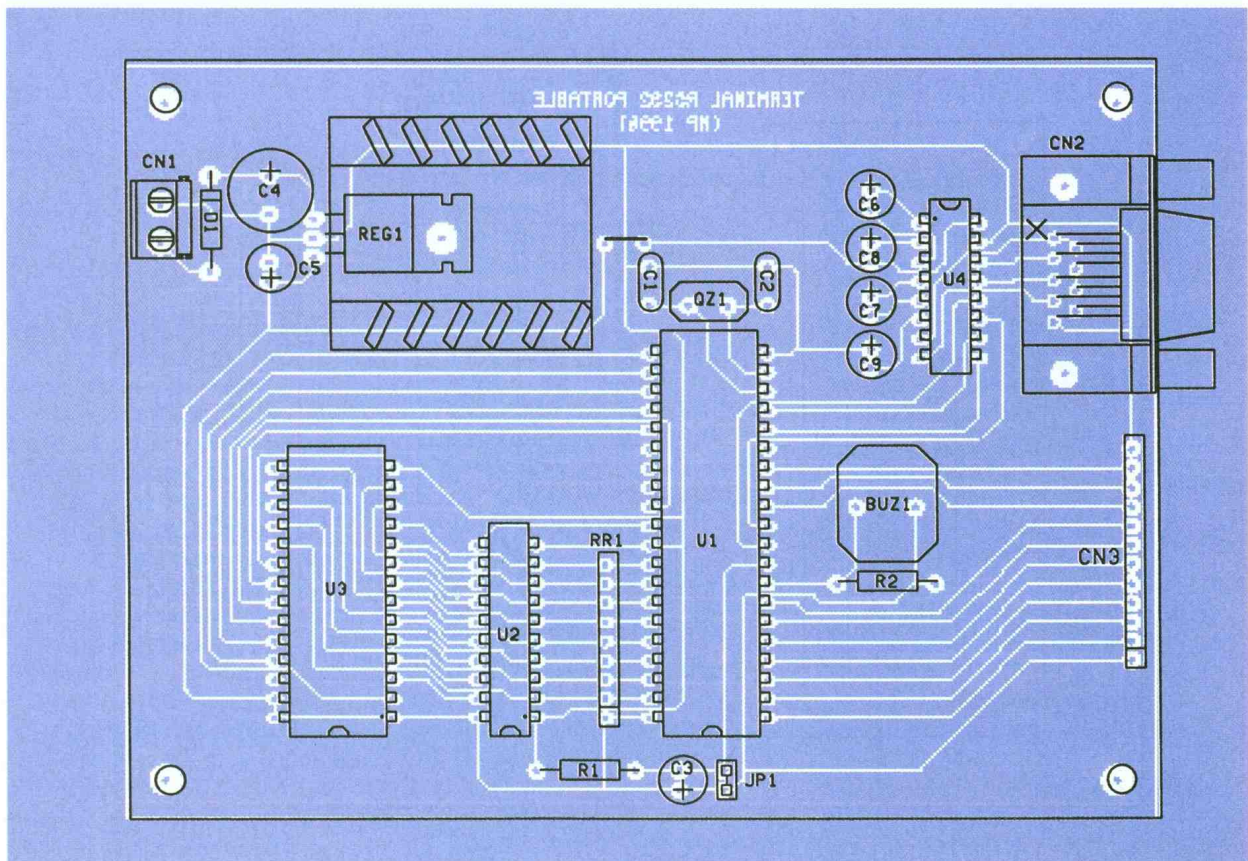 TERMINAL RS232 PORTABLE
(MP 1996)
CN1
C4
D1
REG1
C5
C6
CN2
C8
U4
C1
C2
QZ1
C7
C9
BUZ1
U1
RR1
CN3
U3
R2
U2
R1
C3
JP1